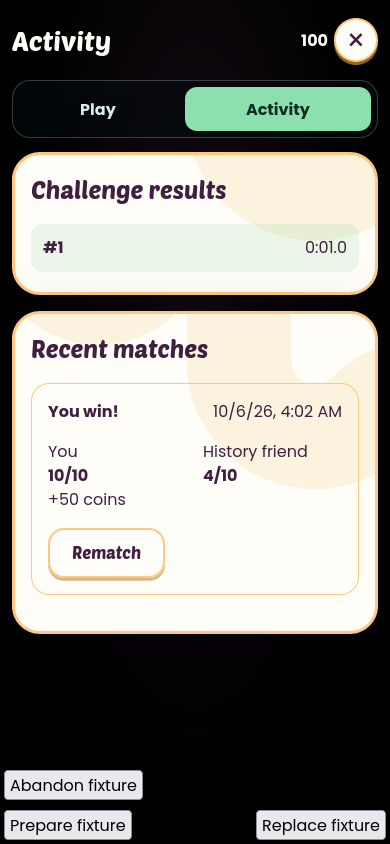 Activity
100 ✕
Play Activity
Challenge results
#1 0:01.0
Recent matches
You win! 10/6/26, 4:02 AM
You History friend
10/10 4/10
+50 coins
Rematch
Abandon fixture
Prepare fixture Replace fixture